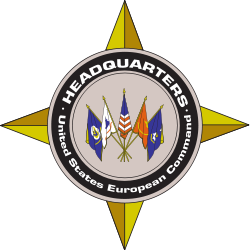 · HEADQUARTERS ·
United States European Command